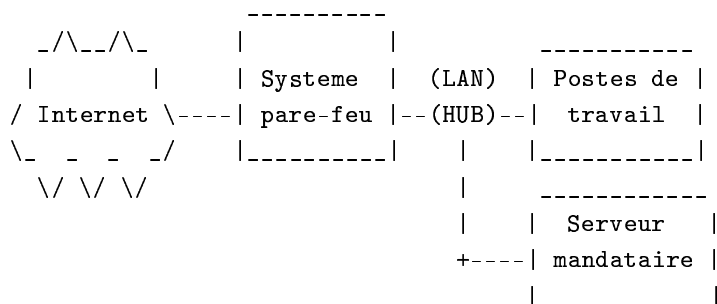 Systeme (LAN) Postes de
Internet pare-feu (HUB) travail
Serveur
mandataire